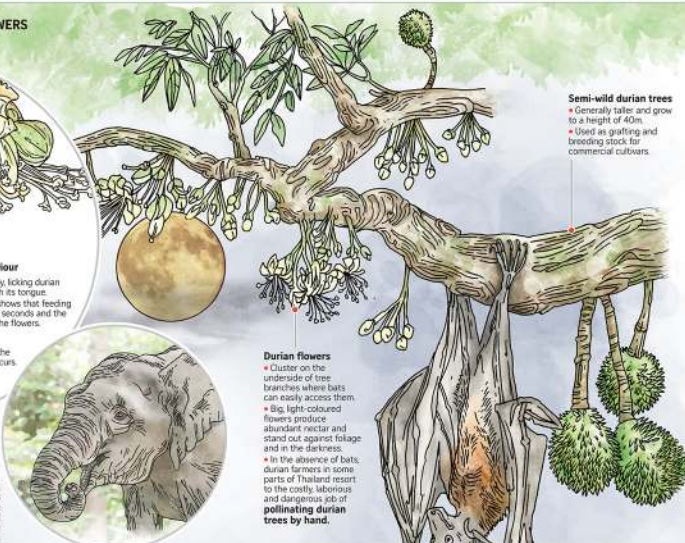 WERS
Semi-wild durian trees
• Generally taller and grow
to a height of 40m.
• Used as grafting and
breeding stock for
commercial cultivars.
iour
y, licking durian
h its tongue.
hows that feeding
seconds and the
he flowers.
he
curs.
Durian flowers
• Cluster on the
underside of tree
branches where bats
can easily access them.
• Big, light-coloured
flowers produce
abundant nectar and
stand out against foliage
and in the darkness.
• In the absence of bats,
durian farmers in some
parts of Thailand resort
to the costly, laborious
and dangerous job of
pollinating durian
trees by hand.